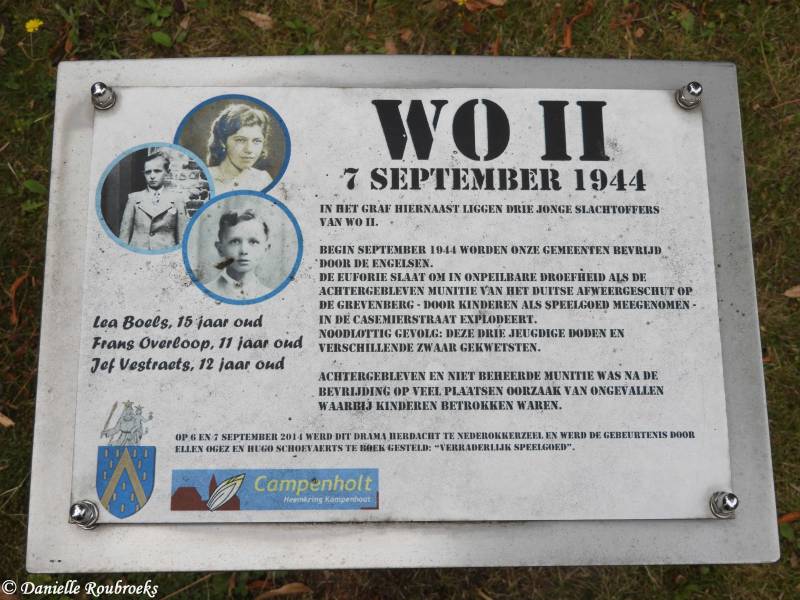 WO II
7 SEPTEMBER 1944
IN HET GRAF HIERNAAST LIGGEN DRIE JONGE SLACHTOFFERS
VAN WO II.
BEGIN SEPTEMBER 1944 WORDEN ONZE GEMEENTEN BEVRIJD
DOOR DE ENGELSEN.
DE EUFORIE SLAAT OM IN ONPEILBARE DROEFHEID ALS DE
ACHTERGEBLEVEN MUNITIE VAN HET DUITSE AFWEERGESCHUT OP
DE GREVENBERG - DOOR KINDEREN ALS SPEELGOED MEEGENOMEN -
IN DE CASEMIERSTRAAT EXPLODEERT.
NOODLOTTIG GEVOLG: DEZE DRIE JEUGDIGE DODEN EN
VERSCHILLENDE ZWAAR GEKWETSTEN.
ACHTERGEBLEVEN EN NIET BEHEERDE MUNITIE WAS NA DE
BEVRIJDING OP VEEL PLAATSEN OORZAAK VAN ONGEVALLEN
WAARBIJ KINDEREN BETROKKEN WAREN.
Lea Boels, 15 jaar oud
Frans Overloop, 11 jaar oud
Jef Vestraets, 12 jaar oud
OP 6 EN 7 SEPTEMBER 2014 WERD DIT DRAMA HERDACHT TE NEDEROKKERZEEL EN WERD DE GEBEURTENIS DOOR
ELLEN OGEZ EN HUGO SCHOEVAERTS TE BOEK GESTELD: "VERRADERLIJK SPEELGOED".
Campenholt
Heemkring Kampenhout
© Danielle Roubroeks